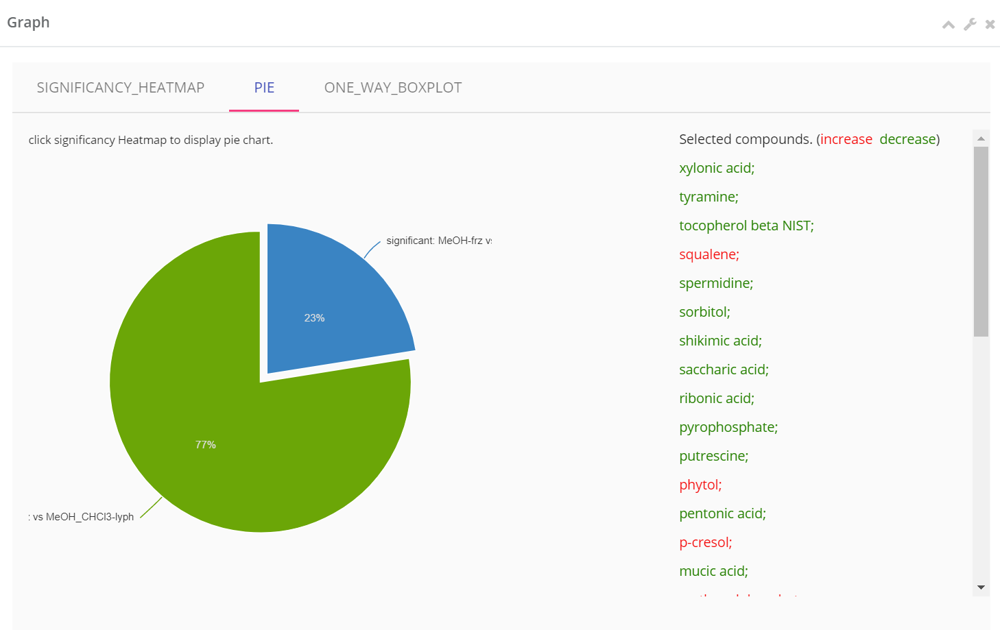 Graph
SIGNIFICANCY_HEATMAP PIE ONE_WAY_BOXPLOT
click significancy Heatmap to display pie chart.
significant: MeOH-frz vs
23%
77%
: vs MeOH_CHCl3-lyph
Selected compounds. (increase decrease)
xylonic acid;
tyramine;
tocopherol beta NIST;
squalene;
spermidine;
sorbitol;
shikimic acid;
saccharic acid;
ribonic acid;
pyrophosphate;
putrescine;
phytol;
pentonic acid;
p-cresol;
mucic acid;